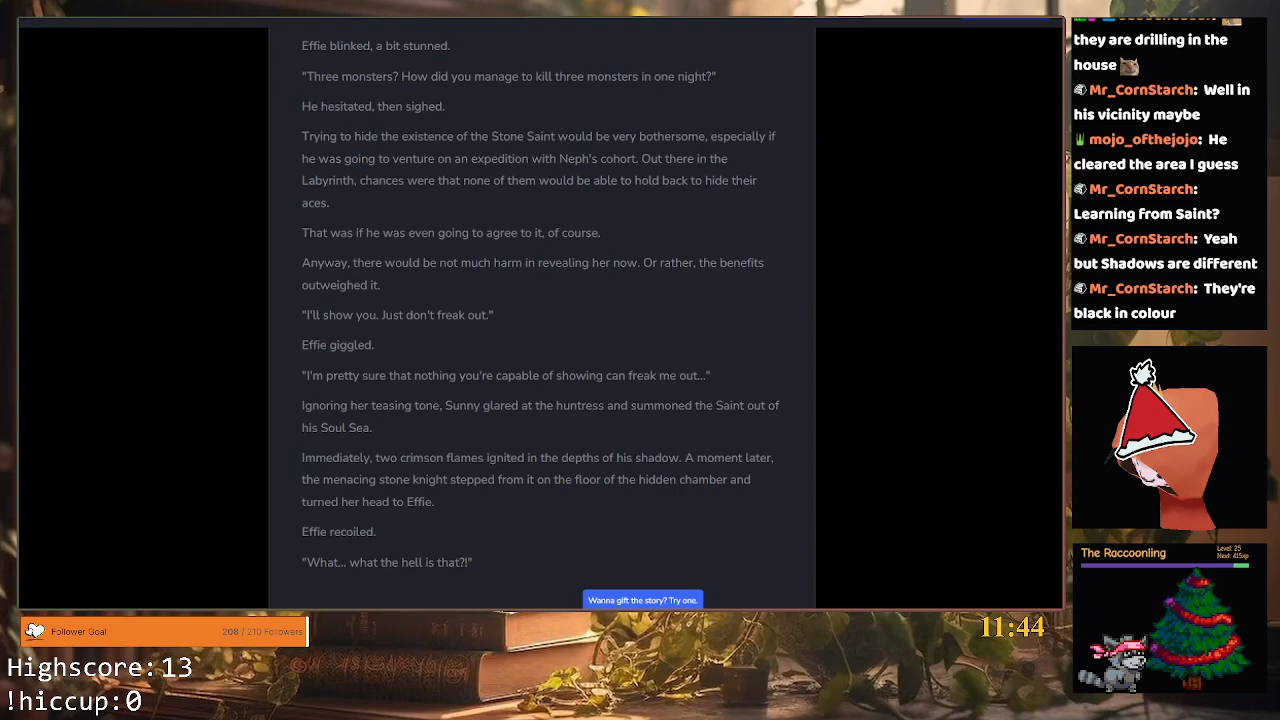 Effie blinked, a bit stunned.
"Three monsters? How did you manage to kill three monsters in one night?"
He hesitated, then sighed.
Trying to hide the existence of the Stone Saint would be very bothersome, especially if
he was going to venture on an expedition with Neph's cohort. Out there in the
Labyrinth, chances were that none of them would be able to hold back to hide their
aces.
That was if he was even going to agree to it, of course.
Anyway, there would be not much harm in revealing her now. Or rather, the benefits
outweighed it.
"I'll show you. Just don't freak out."
Effie giggled.
"I'm pretty sure that nothing you're capable of showing can freak me out..."
Ignoring her teasing tone, Sunny glared at the huntress and summoned the Saint out of
his Soul Sea.
Immediately, two crimson flames ignited in the depths of his shadow. A moment later,
the menacing stone knight stepped from it on the floor of the hidden chamber and
turned her head to Effie.
Effie recoiled.
"What... what the hell is that?!"
Wanna gift the story? Try one.
they are drilling in the
house
Mr_CornStarch: Well in
his vicinity maybe
mojo_ofthejojo: He
cleared the area I guess
Mr_CornStarch:
Learning from Saint?
Mr_CornStarch: Yeah
but Shadows are different
Mr_CornStarch: They're
black in colour
The Raccoonling
Level: 25
Next: 415xp
Follower Goal
208 / 210 Followers
11:44
Highscore:13
!hiccup:0